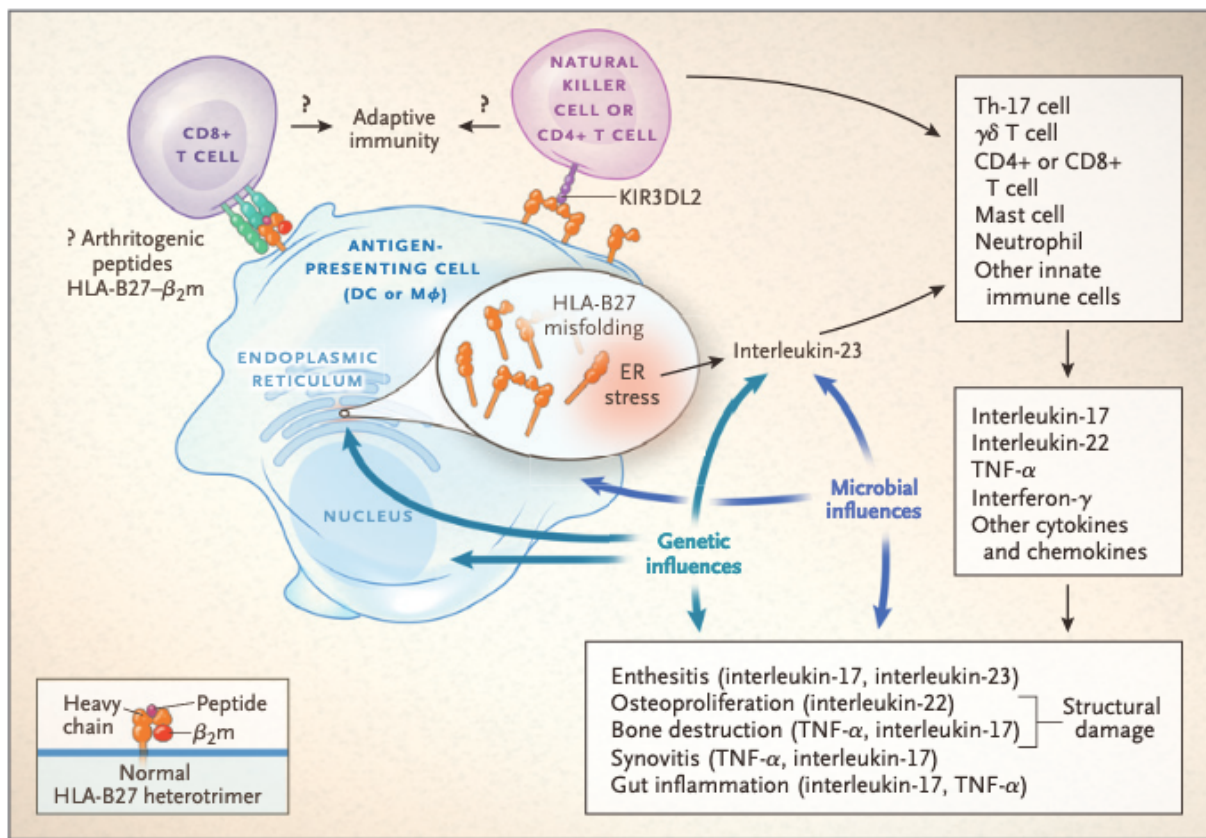 CD8+
T CELL
?
Adaptive
immunity
?
NATURAL
KILLER
CELL OR
CD4+ T CELL
KIR3DL2
? Arthritogenic
peptides
HLA-B27–β₂m
ANTIGEN-
PRESENTING CELL
(DC or Mϕ)
HLA-B27
misfolding
ER
stress
ENDOPLASMIC
RETICULUM
NUCLEUS
Interleukin-23
Microbial
influences
Genetic
influences
Th-17 cell
γδ T cell
CD4+ or CD8+
T cell
Mast cell
Neutrophil
Other innate
immune cells
Interleukin-17
Interleukin-22
TNF-α
Interferon-γ
Other cytokines
and chemokines
Enthesitis (interleukin-17, interleukin-23)
Osteoproliferation (interleukin-22)
Bone destruction (TNF-α, interleukin-17)
Structural
damage
Synovitis (TNF-α, interleukin-17)
Gut inflammation (interleukin-17, TNF-α)
Heavy
chain
Peptide
β₂m
Normal
HLA-B27 heterotrimer